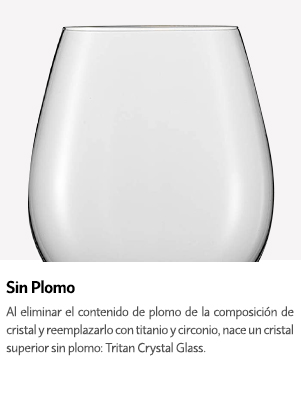 Sin Plomo
Al eliminar el contenido de plomo de la composición de
cristal y reemplazarlo con titanio y circonio, nace un cristal
superior sin plomo: Tritan Crystal Glass.